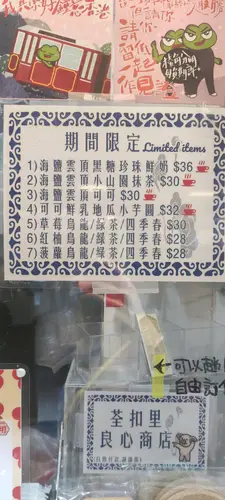 期間限定 Limited items
1)海鹽雲頂黑糖珍珠鮮奶 $36
2)海鹽雲頂小山園抹茶 $30
3)海鹽雲頂可可 $30
4)可可鮮乳地瓜小芋圓 $32
5)草莓烏龍/綠茶/四季春 $30
6)紅柚烏龍/綠茶/四季春 $28
7)菠蘿烏龍/綠茶/四季春 $28
←可以
自由
荃扣里
良心商店